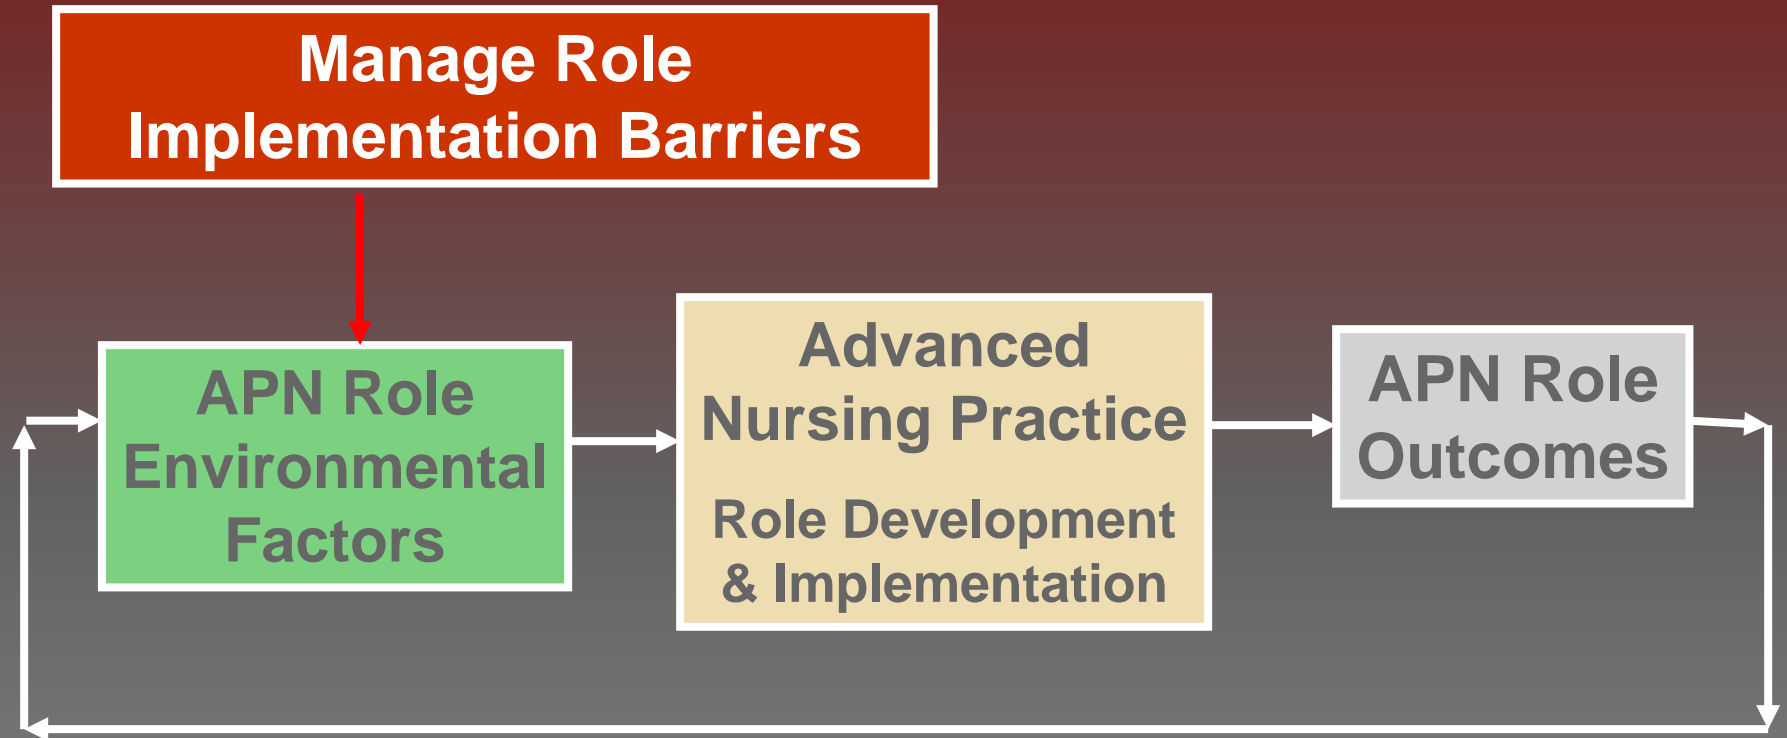 Manage Role
Implementation Barriers
APN Role
Environmental
Factors
Advanced
Nursing Practice
Role Development
& Implementation
APN Role
Outcomes